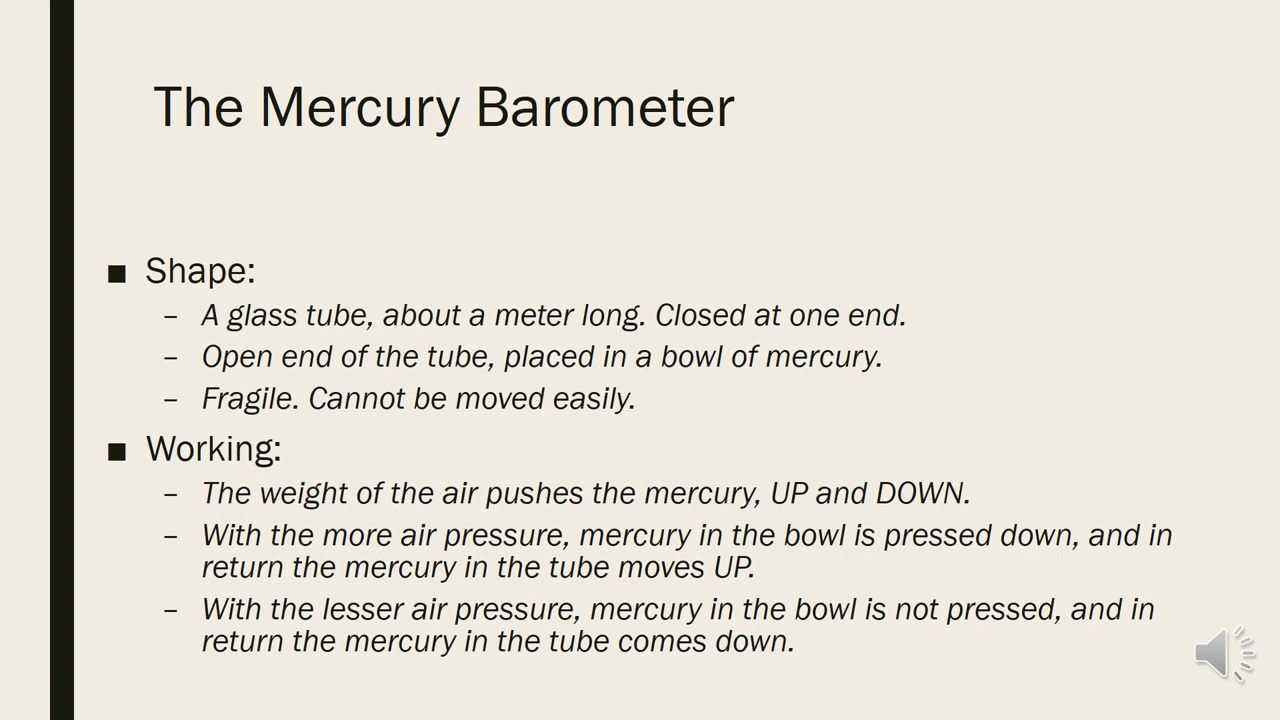 The Mercury Barometer
■ Shape:
– A glass tube, about a meter long. Closed at one end.
– Open end of the tube, placed in a bowl of mercury.
– Fragile. Cannot be moved easily.
■ Working:
– The weight of the air pushes the mercury, UP and DOWN.
– With the more air pressure, mercury in the bowl is pressed down, and in
return the mercury in the tube moves UP.
– With the lesser air pressure, mercury in the bowl is not pressed, and in
return the mercury in the tube comes down.